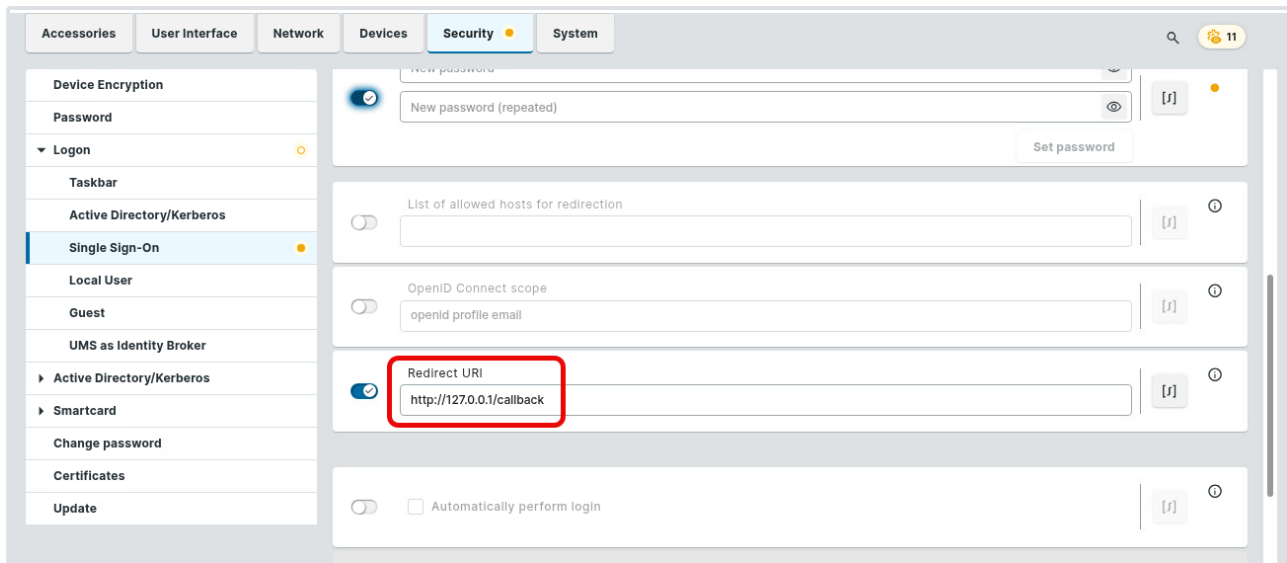 Accessories User Interface Network Devices Security System 11
Device Encryption
Password
Logon
Taskbar
Active Directory/Kerberos
Single Sign-On
Local User
Guest
UMS as Identity Broker
Active Directory/Kerberos
Smartcard
Change password
Certificates
Update
New password
New password (repeated)
[ʃ]
Set password
List of allowed hosts for redirection
[ʃ]
OpenID Connect scope
openid profile email
[ʃ]
Redirect URI
http://127.0.0.1/callback
[ʃ]
Automatically perform login
[ʃ]